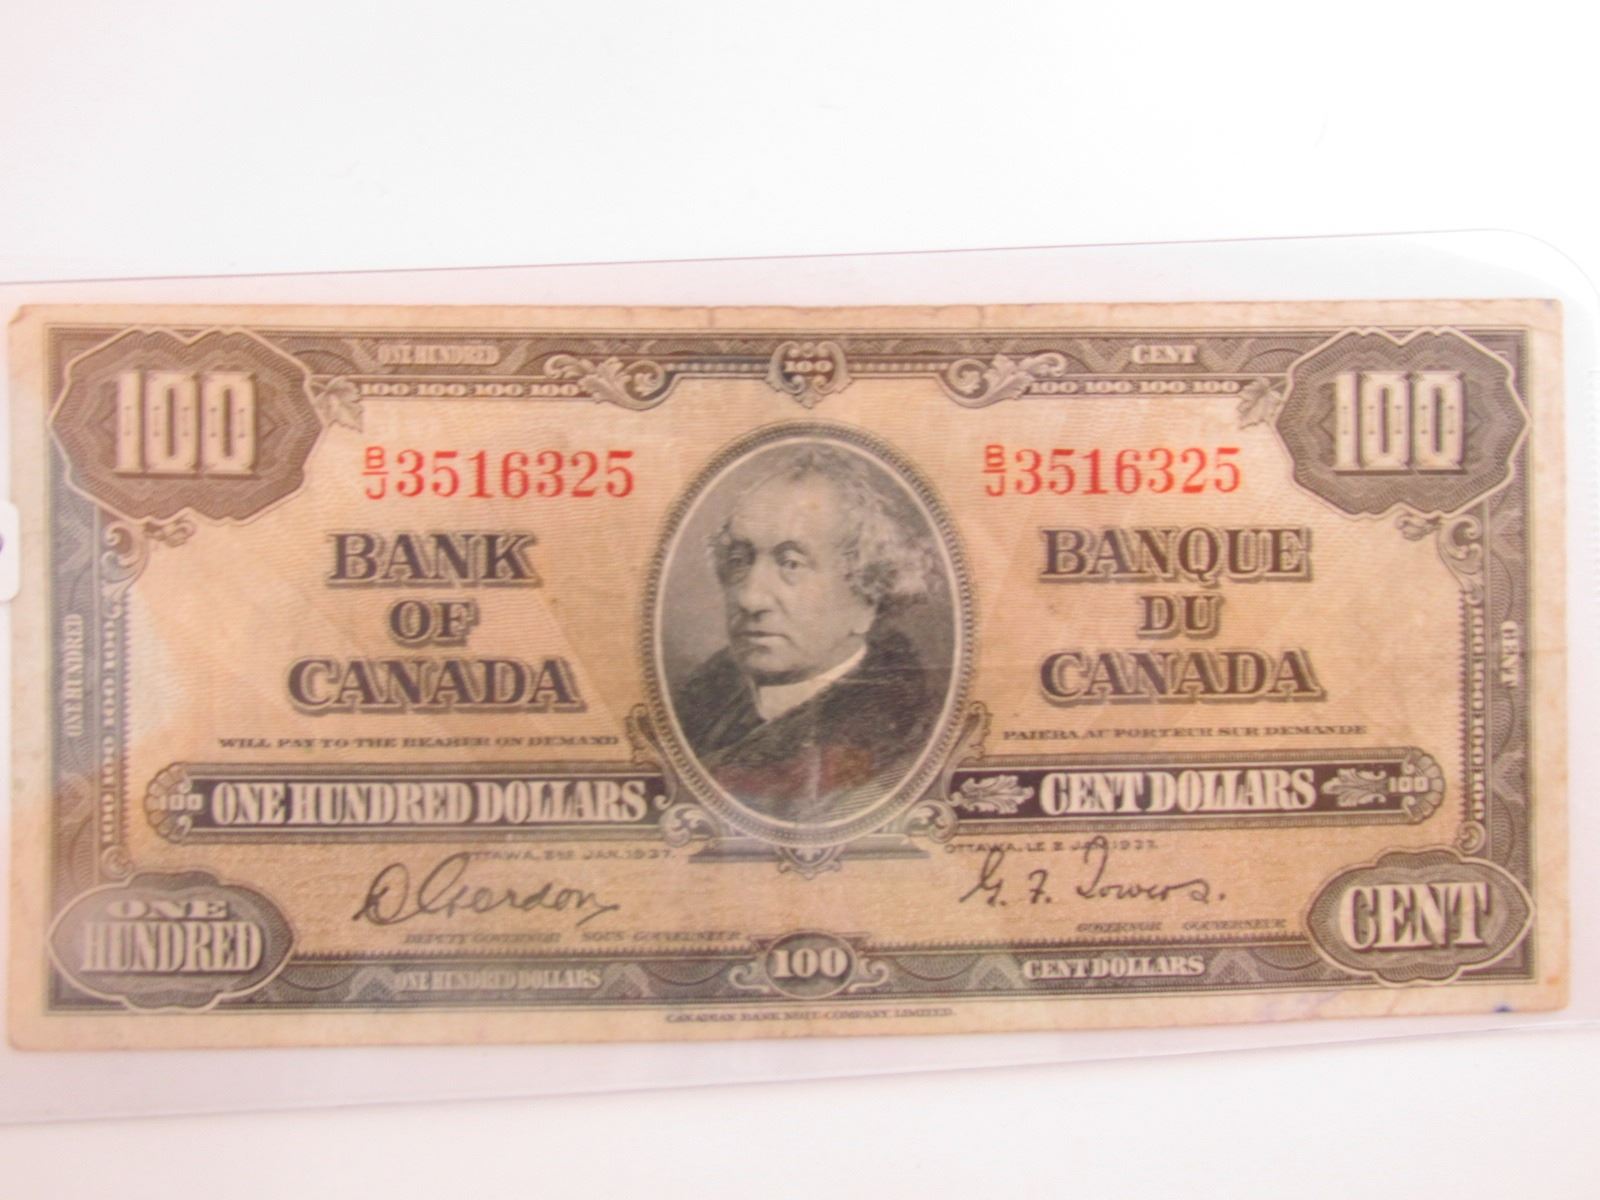 ONE HUNDRED
CENT
100
100·100·100·100
100
100·100·100·100
100
B/J 3516325
B/J 3516325
BANK
OF
CANADA
BANQUE
DU
CANADA
ONE HUNDRED
CENT
WILL PAY TO THE BEARER ON DEMAND
PAIERA AU PORTEUR SUR DEMANDE
100 ONE HUNDRED DOLLARS
CENT DOLLARS 100
OTTAWA, 2ND JAN. 1937.
OTTAWA, LE 2 JAN. 1937.
D Gordon
G. F. Towers.
DEPUTY GOVERNOR SOUS GOUVERNEUR
GOVERNOR GOUVERNEUR
ONE
HUNDRED
CENT
ONE HUNDRED DOLLARS
100
CENT DOLLARS
CANADIAN BANK NOTE COMPANY, LIMITED.